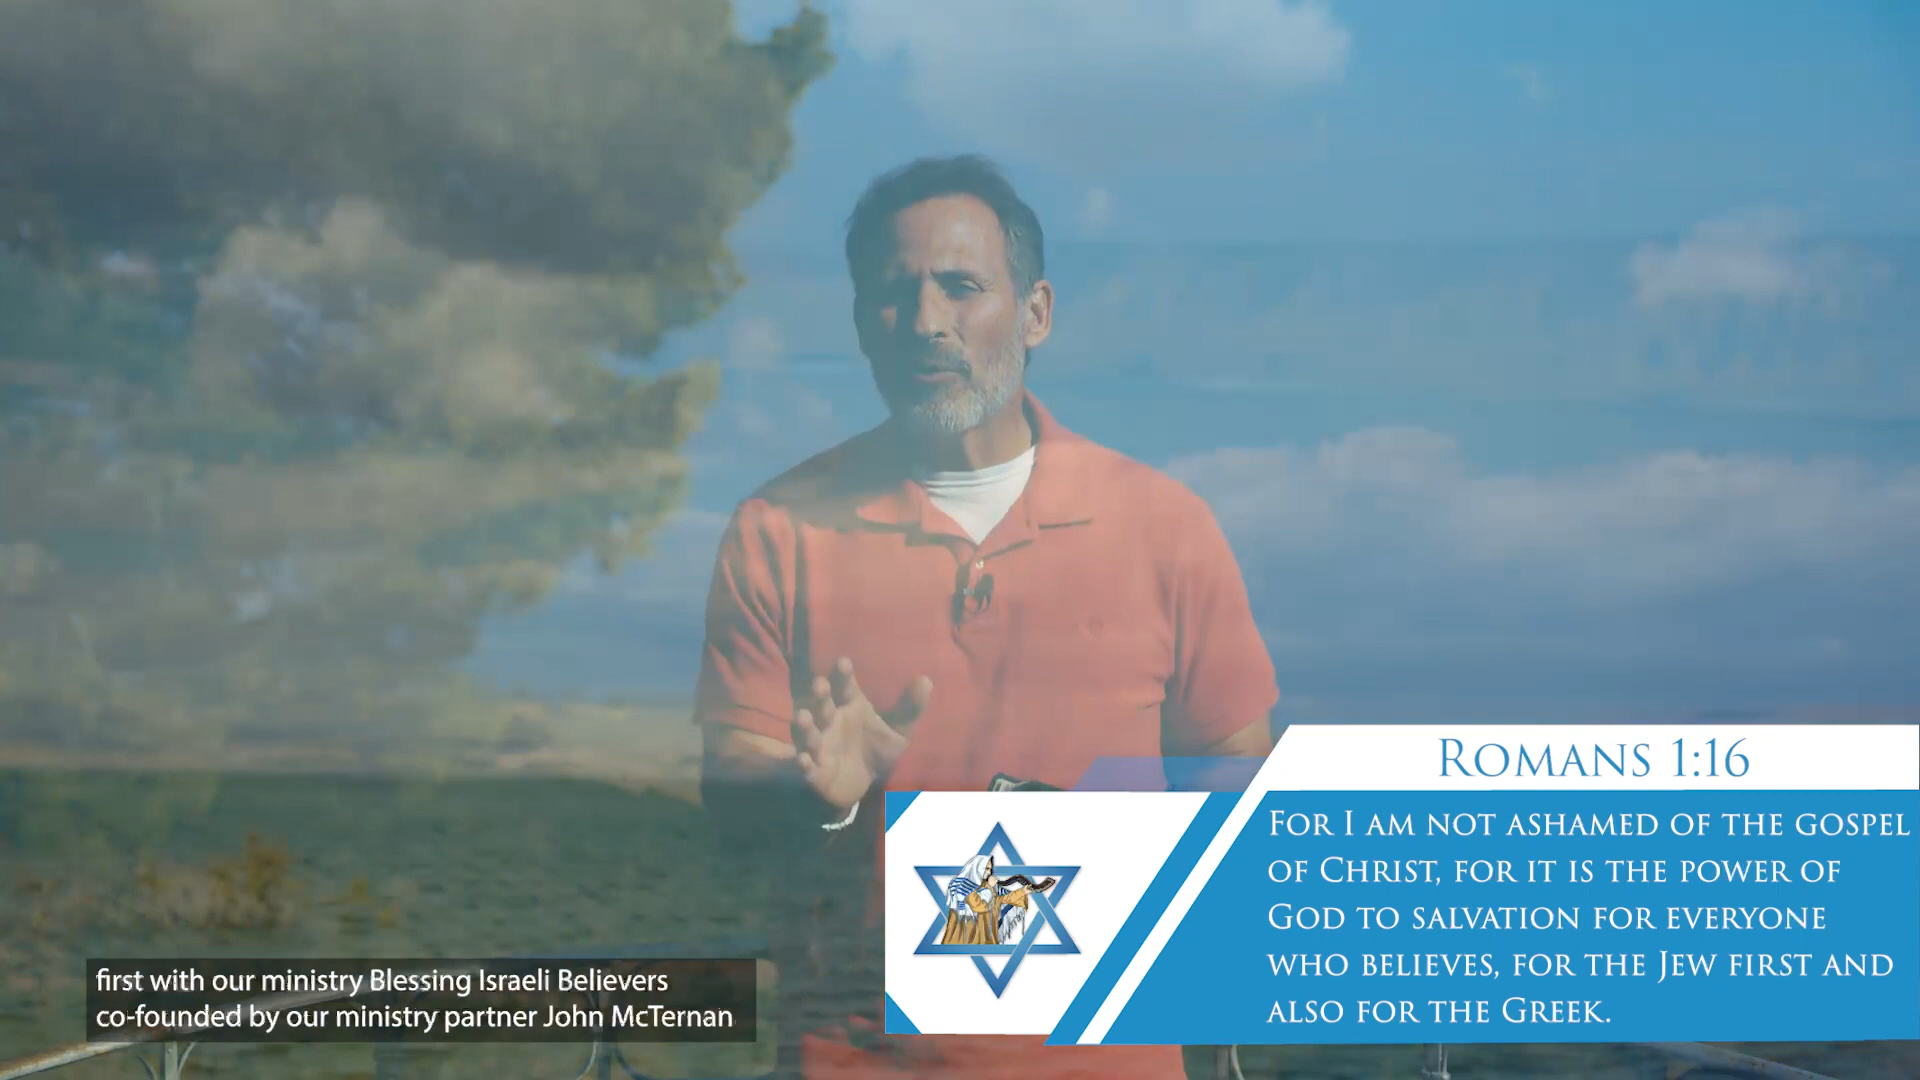 Romans 1:16
For I am not ashamed of the gospel
of Christ, for it is the power of
God to salvation for everyone
who believes, for the Jew first and
also for the Greek.
first with our ministry Blessing Israeli Believers
co-founded by our ministry partner John McTernan